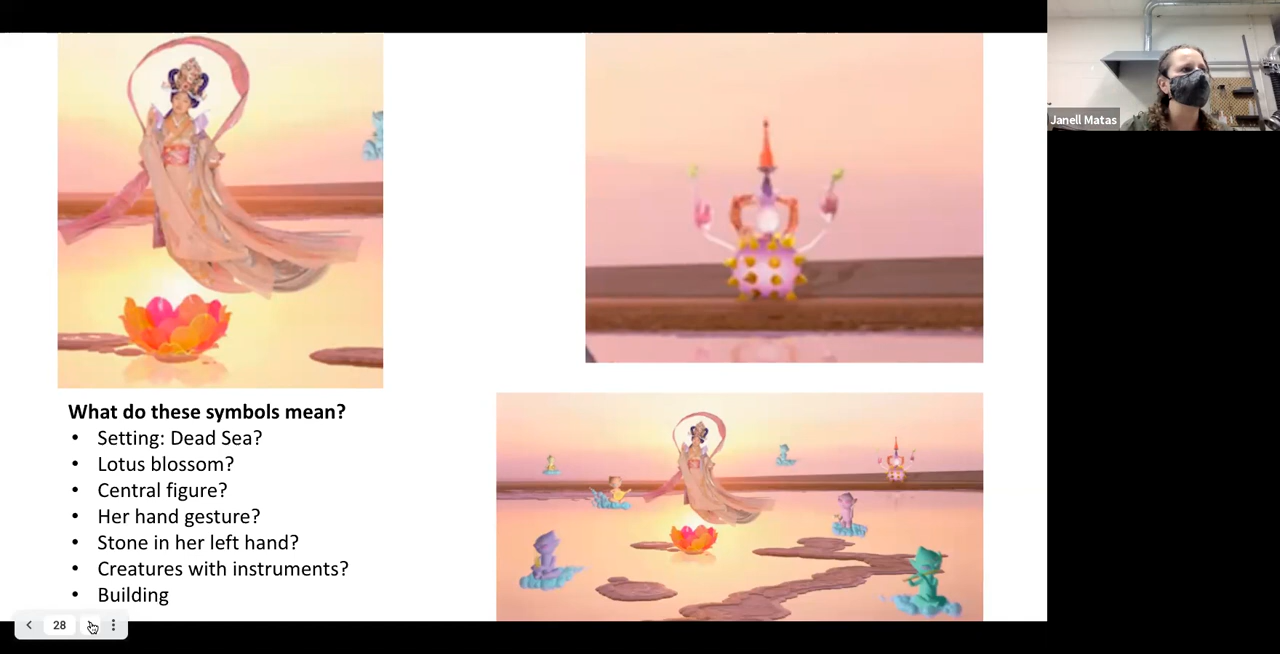 Janell Matas
What do these symbols mean?
• Setting: Dead Sea?
• Lotus blossom?
• Central figure?
• Her hand gesture?
• Stone in her left hand?
• Creatures with instruments?
• Building
28